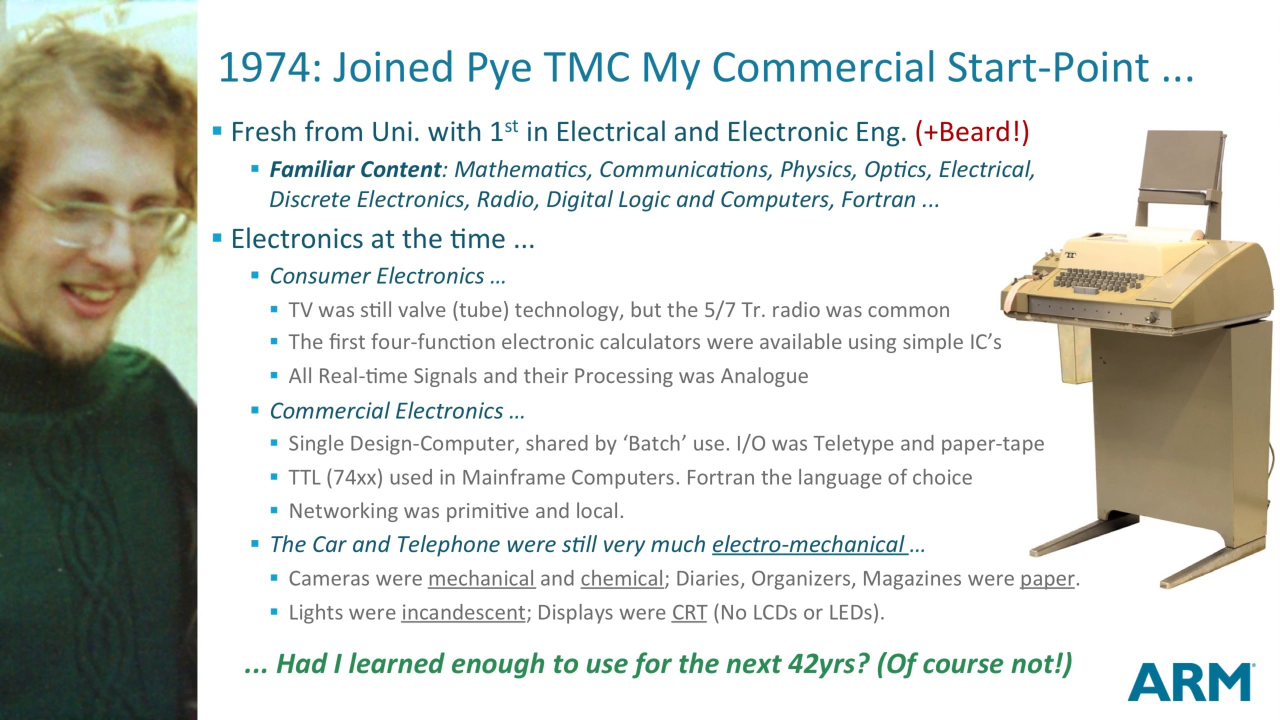 1974: Joined Pye TMC My Commercial Start-Point ...
▪ Fresh from Uni. with 1st in Electrical and Electronic Eng. (+Beard!)
▪ Familiar Content: Mathematics, Communications, Physics, Optics, Electrical,
Discrete Electronics, Radio, Digital Logic and Computers, Fortran ...
▪ Electronics at the time ...
▪ Consumer Electronics …
▪ TV was still valve (tube) technology, but the 5/7 Tr. radio was common
▪ The first four-function electronic calculators were available using simple IC’s
▪ All Real-time Signals and their Processing was Analogue
▪ Commercial Electronics …
▪ Single Design-Computer, shared by ‘Batch’ use. I/O was Teletype and paper-tape
▪ TTL (74xx) used in Mainframe Computers. Fortran the language of choice
▪ Networking was primitive and local.
▪ The Car and Telephone were still very much electro-mechanical …
▪ Cameras were mechanical and chemical; Diaries, Organizers, Magazines were paper.
▪ Lights were incandescent; Displays were CRT (No LCDs or LEDs).
... Had I learned enough to use for the next 42yrs? (Of course not!)
ARM